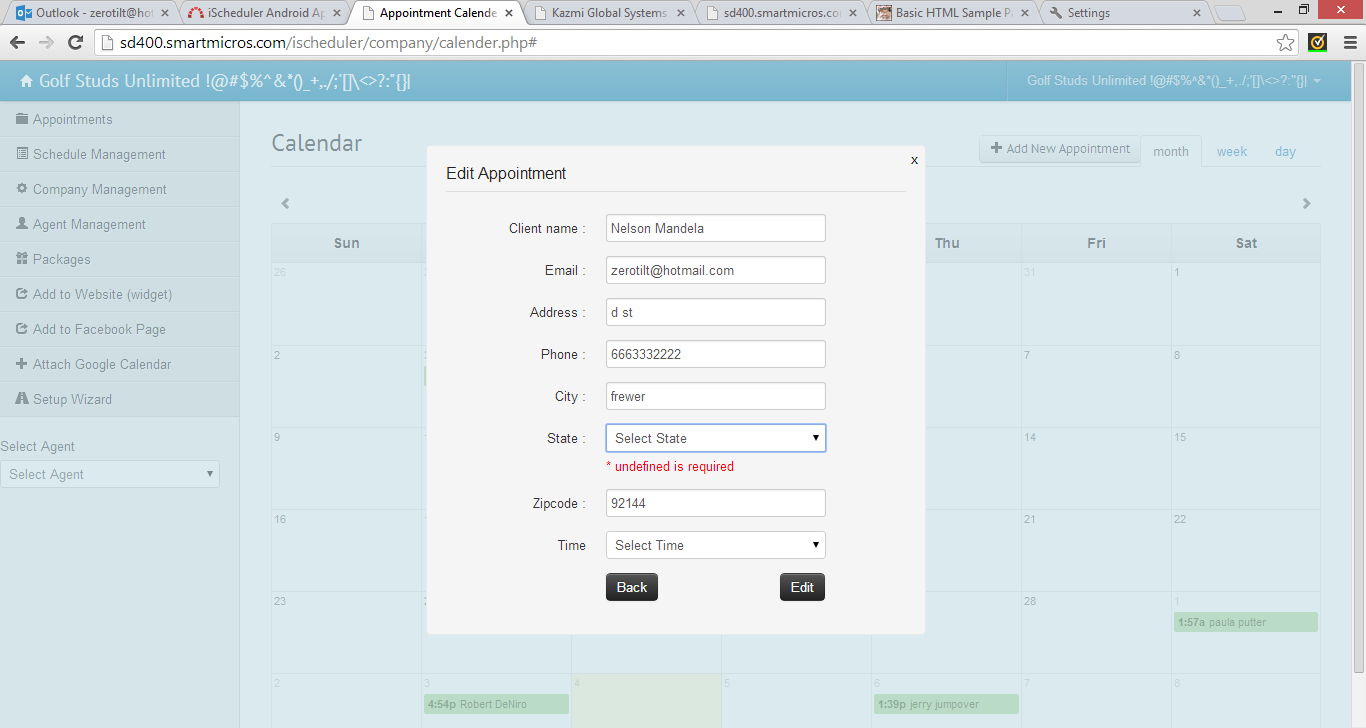 Outlook - zerotilt@hot
iScheduler Android Ap
Appointment Calende
Kazmi Global Systems
sd400.smartmicros.co
Basic HTML Sample P
Settings
sd400.smartmicros.com/ischeduler/company/calender.php#
Golf Studs Unlimited !@#$%^&*()_+,./;'[]\<>?:"{}|
Golf Studs Unlimited !@#$%^&*()_+,./;'[]\<>?:"{}|
Appointments
Schedule Management
Company Management
Agent Management
Packages
Add to Website (widget)
Add to Facebook Page
Attach Google Calendar
Setup Wizard
Select Agent
Select Agent
Calendar
Add New Appointment
month
week
day
Sun Thu Fri Sat
26 31 1
2 7 8
9 14 15
16 21 22
23 28 1
1:57a paula putter
2 3 4 5 6 7 8
4:54p Robert DeNiro
1:39p jerry jumpover
x
Edit Appointment
Client name : Nelson Mandela
Email : zerotilt@hotmail.com
Address : d st
Phone : 6663332222
City : frewer
State : Select State
* undefined is required
Zipcode : 92144
Time Select Time
Back Edit